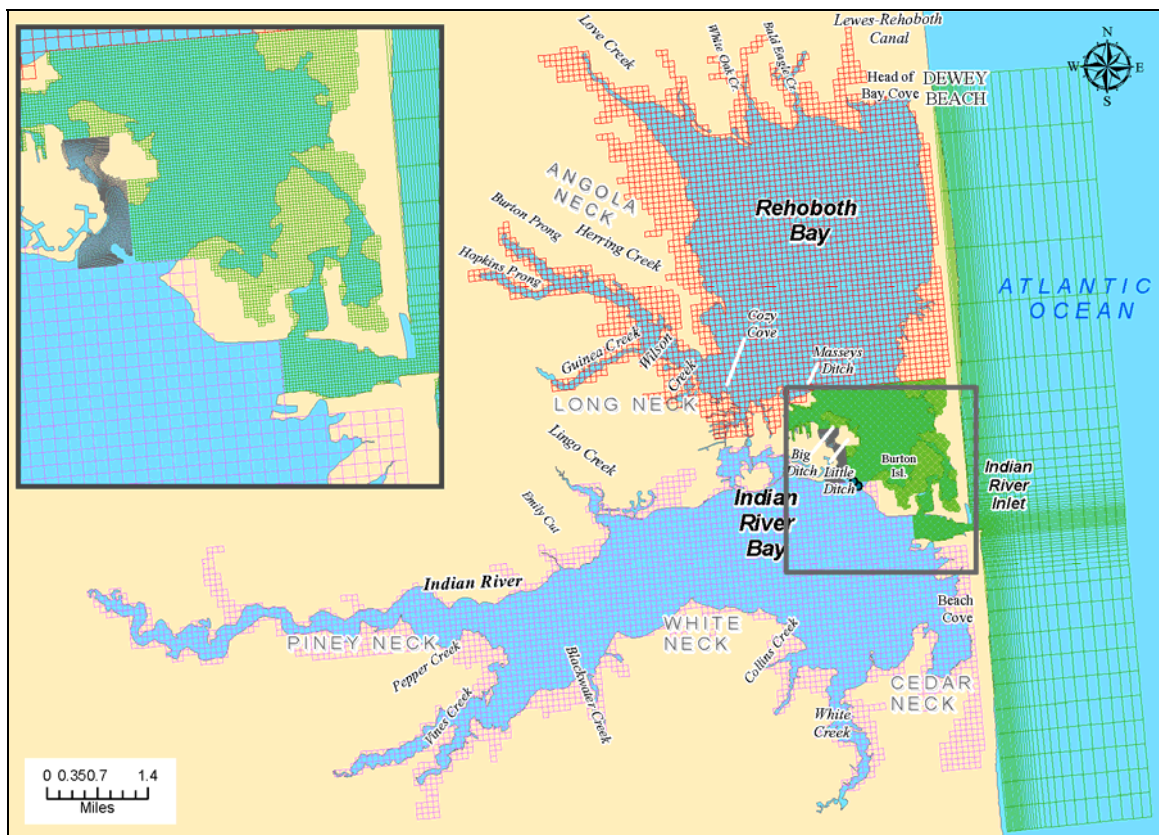 Lewes-Rehoboth
Canal
Love Creek
White Oak Cr.
Bald Eagle Cr.
N
W
E
S
Head of
Bay Cove
DEWEY
BEACH
ANGOLA
NECK
Burton Prong
Herring Creek
Hopkins Prong
Rehoboth
Bay
ATLANTIC
OCEAN
Cozy
Cove
Guinea Creek
Wilson
Creek
Masseys
Ditch
LONG NECK
Lingo Creek
Big
Ditch
Little
Ditch
Burton
Isl.
Indian
River
Inlet
Emily Cut
Indian
River
Bay
Indian River
Beach
Cove
PINEY NECK
WHITE
NECK
Pepper Creek
Blackwater Creek
Collins Creek
CEDAR
NECK
Vines Creek
White
Creek
0 0.35 0.7 1.4
Miles